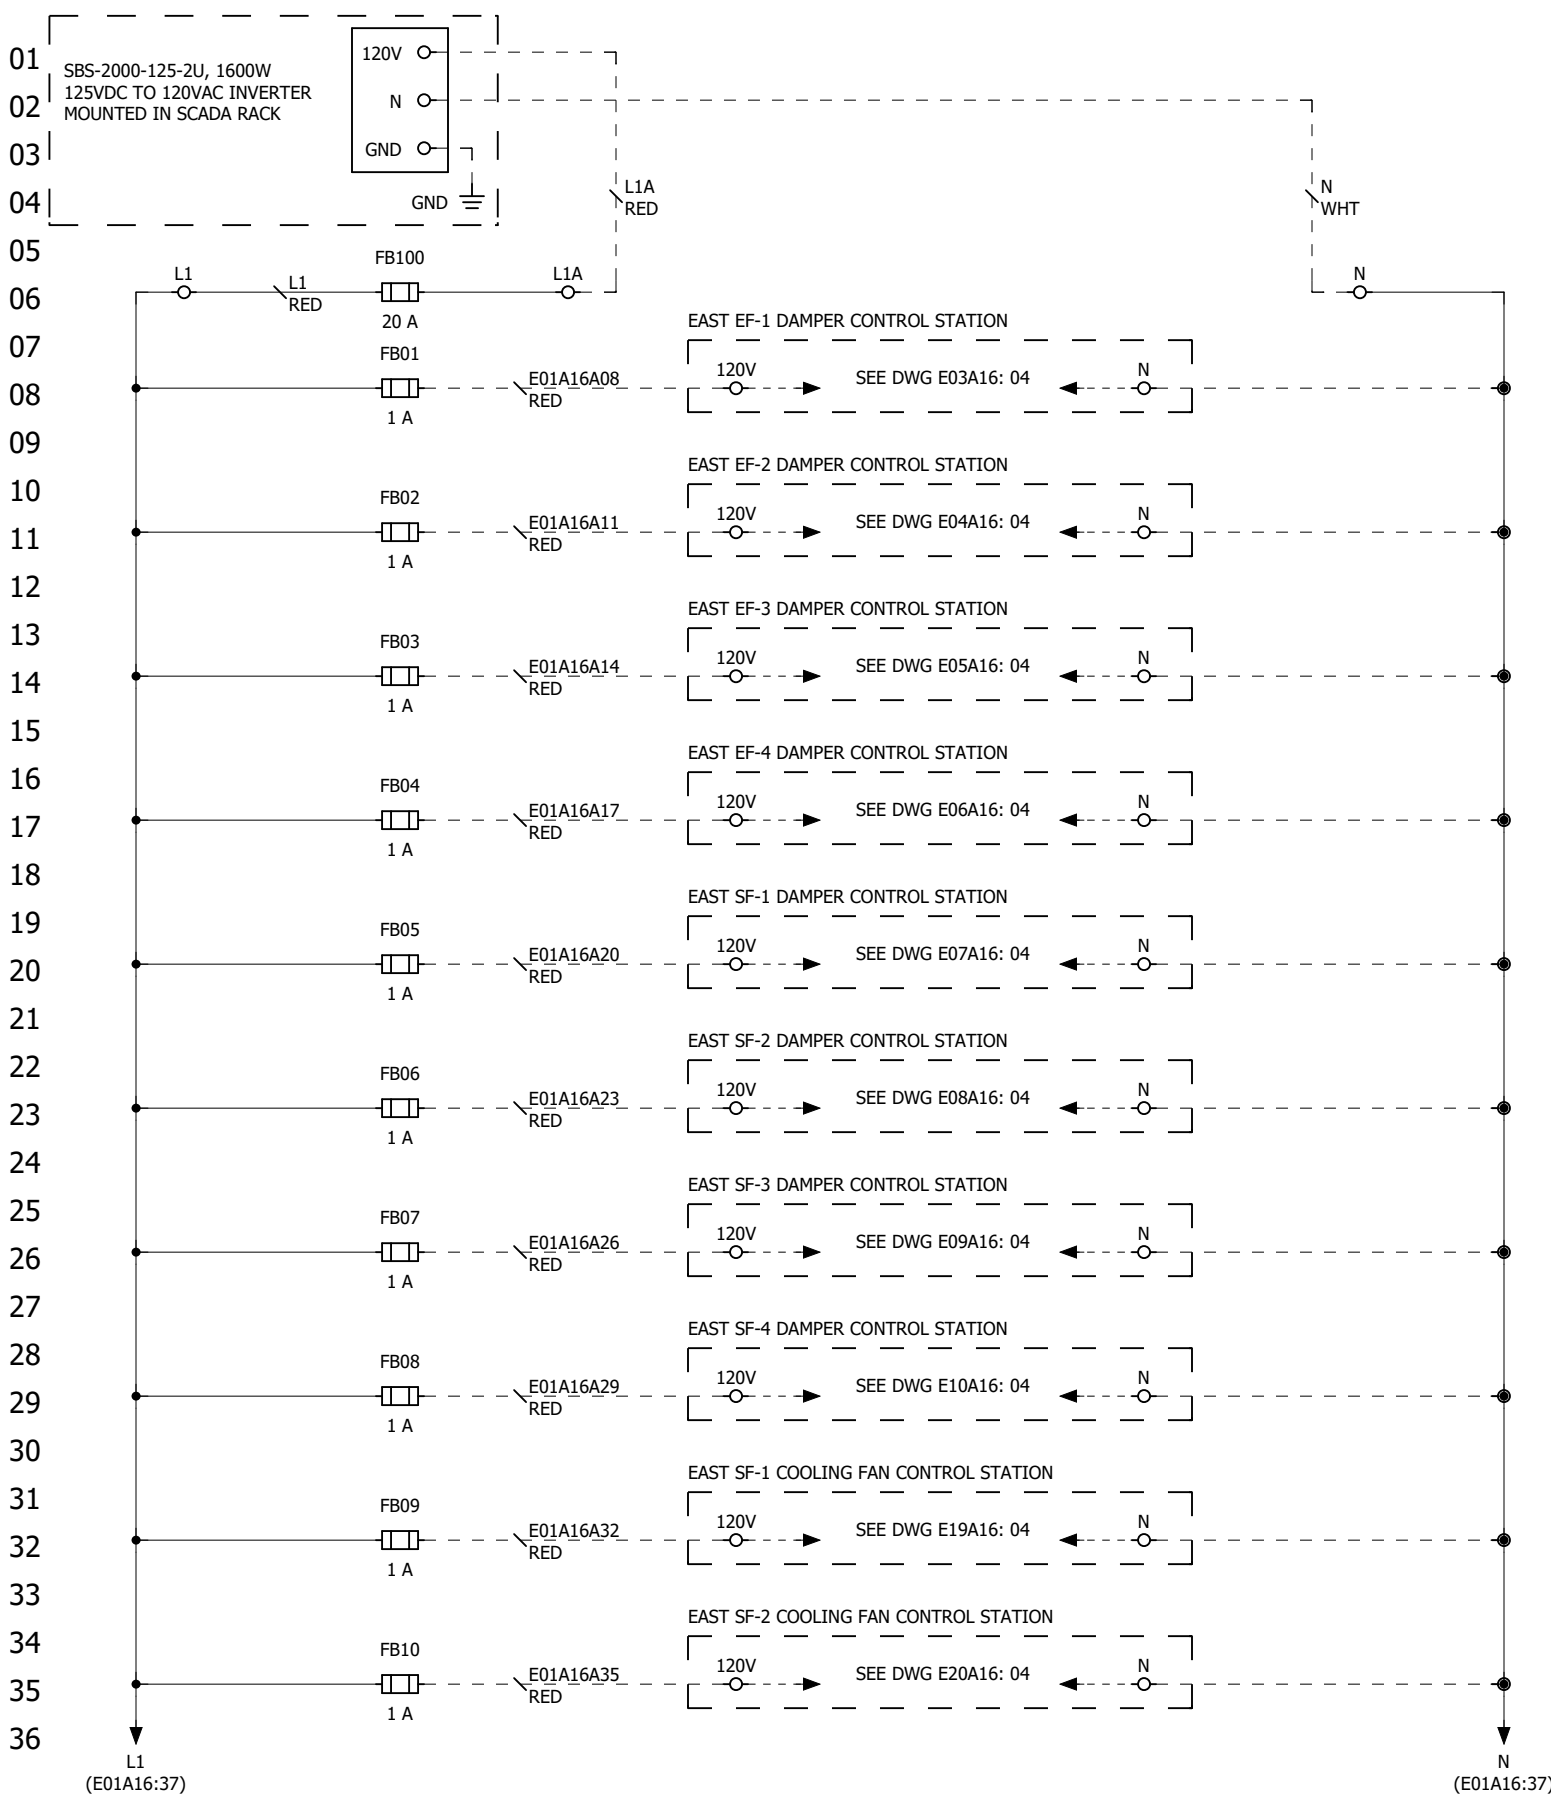 01
120V
SBS-2000-125-2U, 1600W
125VDC TO 120VAC INVERTER
MOUNTED IN SCADA RACK
02
N
03
GND
04
GND
L1A
RED
N
WHT
05
FB100
L1
L1
RED
L1A
N
06
20 A
EAST EF-1 DAMPER CONTROL STATION
07
FB01
08
E01A16A08
RED
120V
SEE DWG E03A16: 04
N
1 A
09
EAST EF-2 DAMPER CONTROL STATION
10
FB02
11
E01A16A11
RED
120V
SEE DWG E04A16: 04
N
1 A
12
EAST EF-3 DAMPER CONTROL STATION
13
FB03
14
E01A16A14
RED
120V
SEE DWG E05A16: 04
N
1 A
15
EAST EF-4 DAMPER CONTROL STATION
16
FB04
17
E01A16A17
RED
120V
SEE DWG E06A16: 04
N
1 A
18
EAST SF-1 DAMPER CONTROL STATION
19
FB05
20
E01A16A20
RED
120V
SEE DWG E07A16: 04
N
1 A
21
EAST SF-2 DAMPER CONTROL STATION
22
FB06
23
E01A16A23
RED
120V
SEE DWG E08A16: 04
N
1 A
24
EAST SF-3 DAMPER CONTROL STATION
25
FB07
26
E01A16A26
RED
120V
SEE DWG E09A16: 04
N
1 A
27
EAST SF-4 DAMPER CONTROL STATION
28
FB08
29
E01A16A29
RED
120V
SEE DWG E10A16: 04
N
1 A
30
EAST SF-1 COOLING FAN CONTROL STATION
31
FB09
32
E01A16A32
RED
120V
SEE DWG E19A16: 04
N
1 A
33
EAST SF-2 COOLING FAN CONTROL STATION
34
FB10
35
E01A16A35
RED
120V
SEE DWG E20A16: 04
N
1 A
36
L1
(E01A16:37)
N
(E01A16:37)